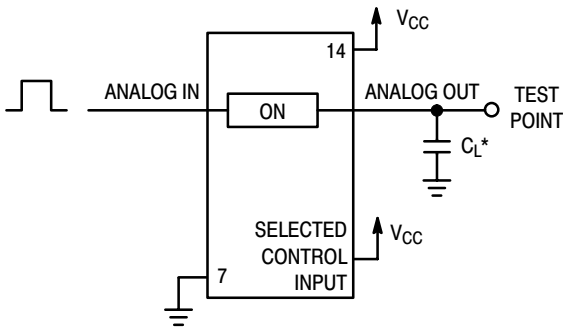 V_CC
14
ANALOG IN
ON
ANALOG OUT
TEST
POINT
C_L*
SELECTED
CONTROL
INPUT
V_CC
7